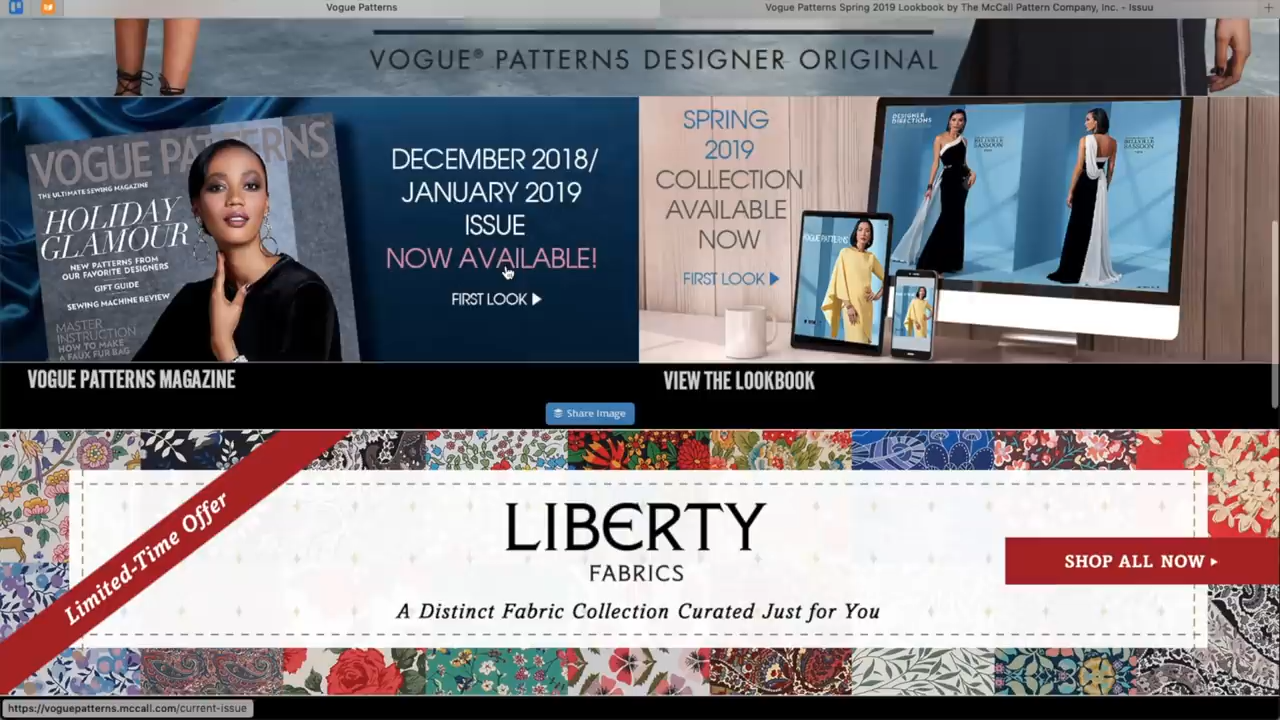 Vogue Patterns
Vogue Patterns Spring 2019 Lookbook by The McCall Pattern Company, Inc. - Issuu
VOGUE® PATTERNS DESIGNER ORIGINAL
VOGUE PATTERNS
THE ULTIMATE SEWING MAGAZINE
HOLIDAY
GLAMOUR
NEW PATTERNS FROM
OUR FAVORITE DESIGNERS
GIFT GUIDE
SEWING MACHINE REVIEW
MASTER
INSTRUCTION
HOW TO MAKE
A FAUX FUR BAG
DECEMBER 2018/
JANUARY 2019
ISSUE
NOW AVAILABLE!
FIRST LOOK
SPRING
2019
COLLECTION
AVAILABLE
NOW
FIRST LOOK
DESIGNER
DIRECTIONS
BELLVILLE
SASSOON
BELLVILLE
SASSOON
VOGUE PATTERNS
VOGUE PATTERNS MAGAZINE
VIEW THE LOOKBOOK
Share Image
Limited-Time Offer
LIBERTY
FABRICS
A Distinct Fabric Collection Curated Just for You
SHOP ALL NOW
https://voguepatterns.mccall.com/current-issue